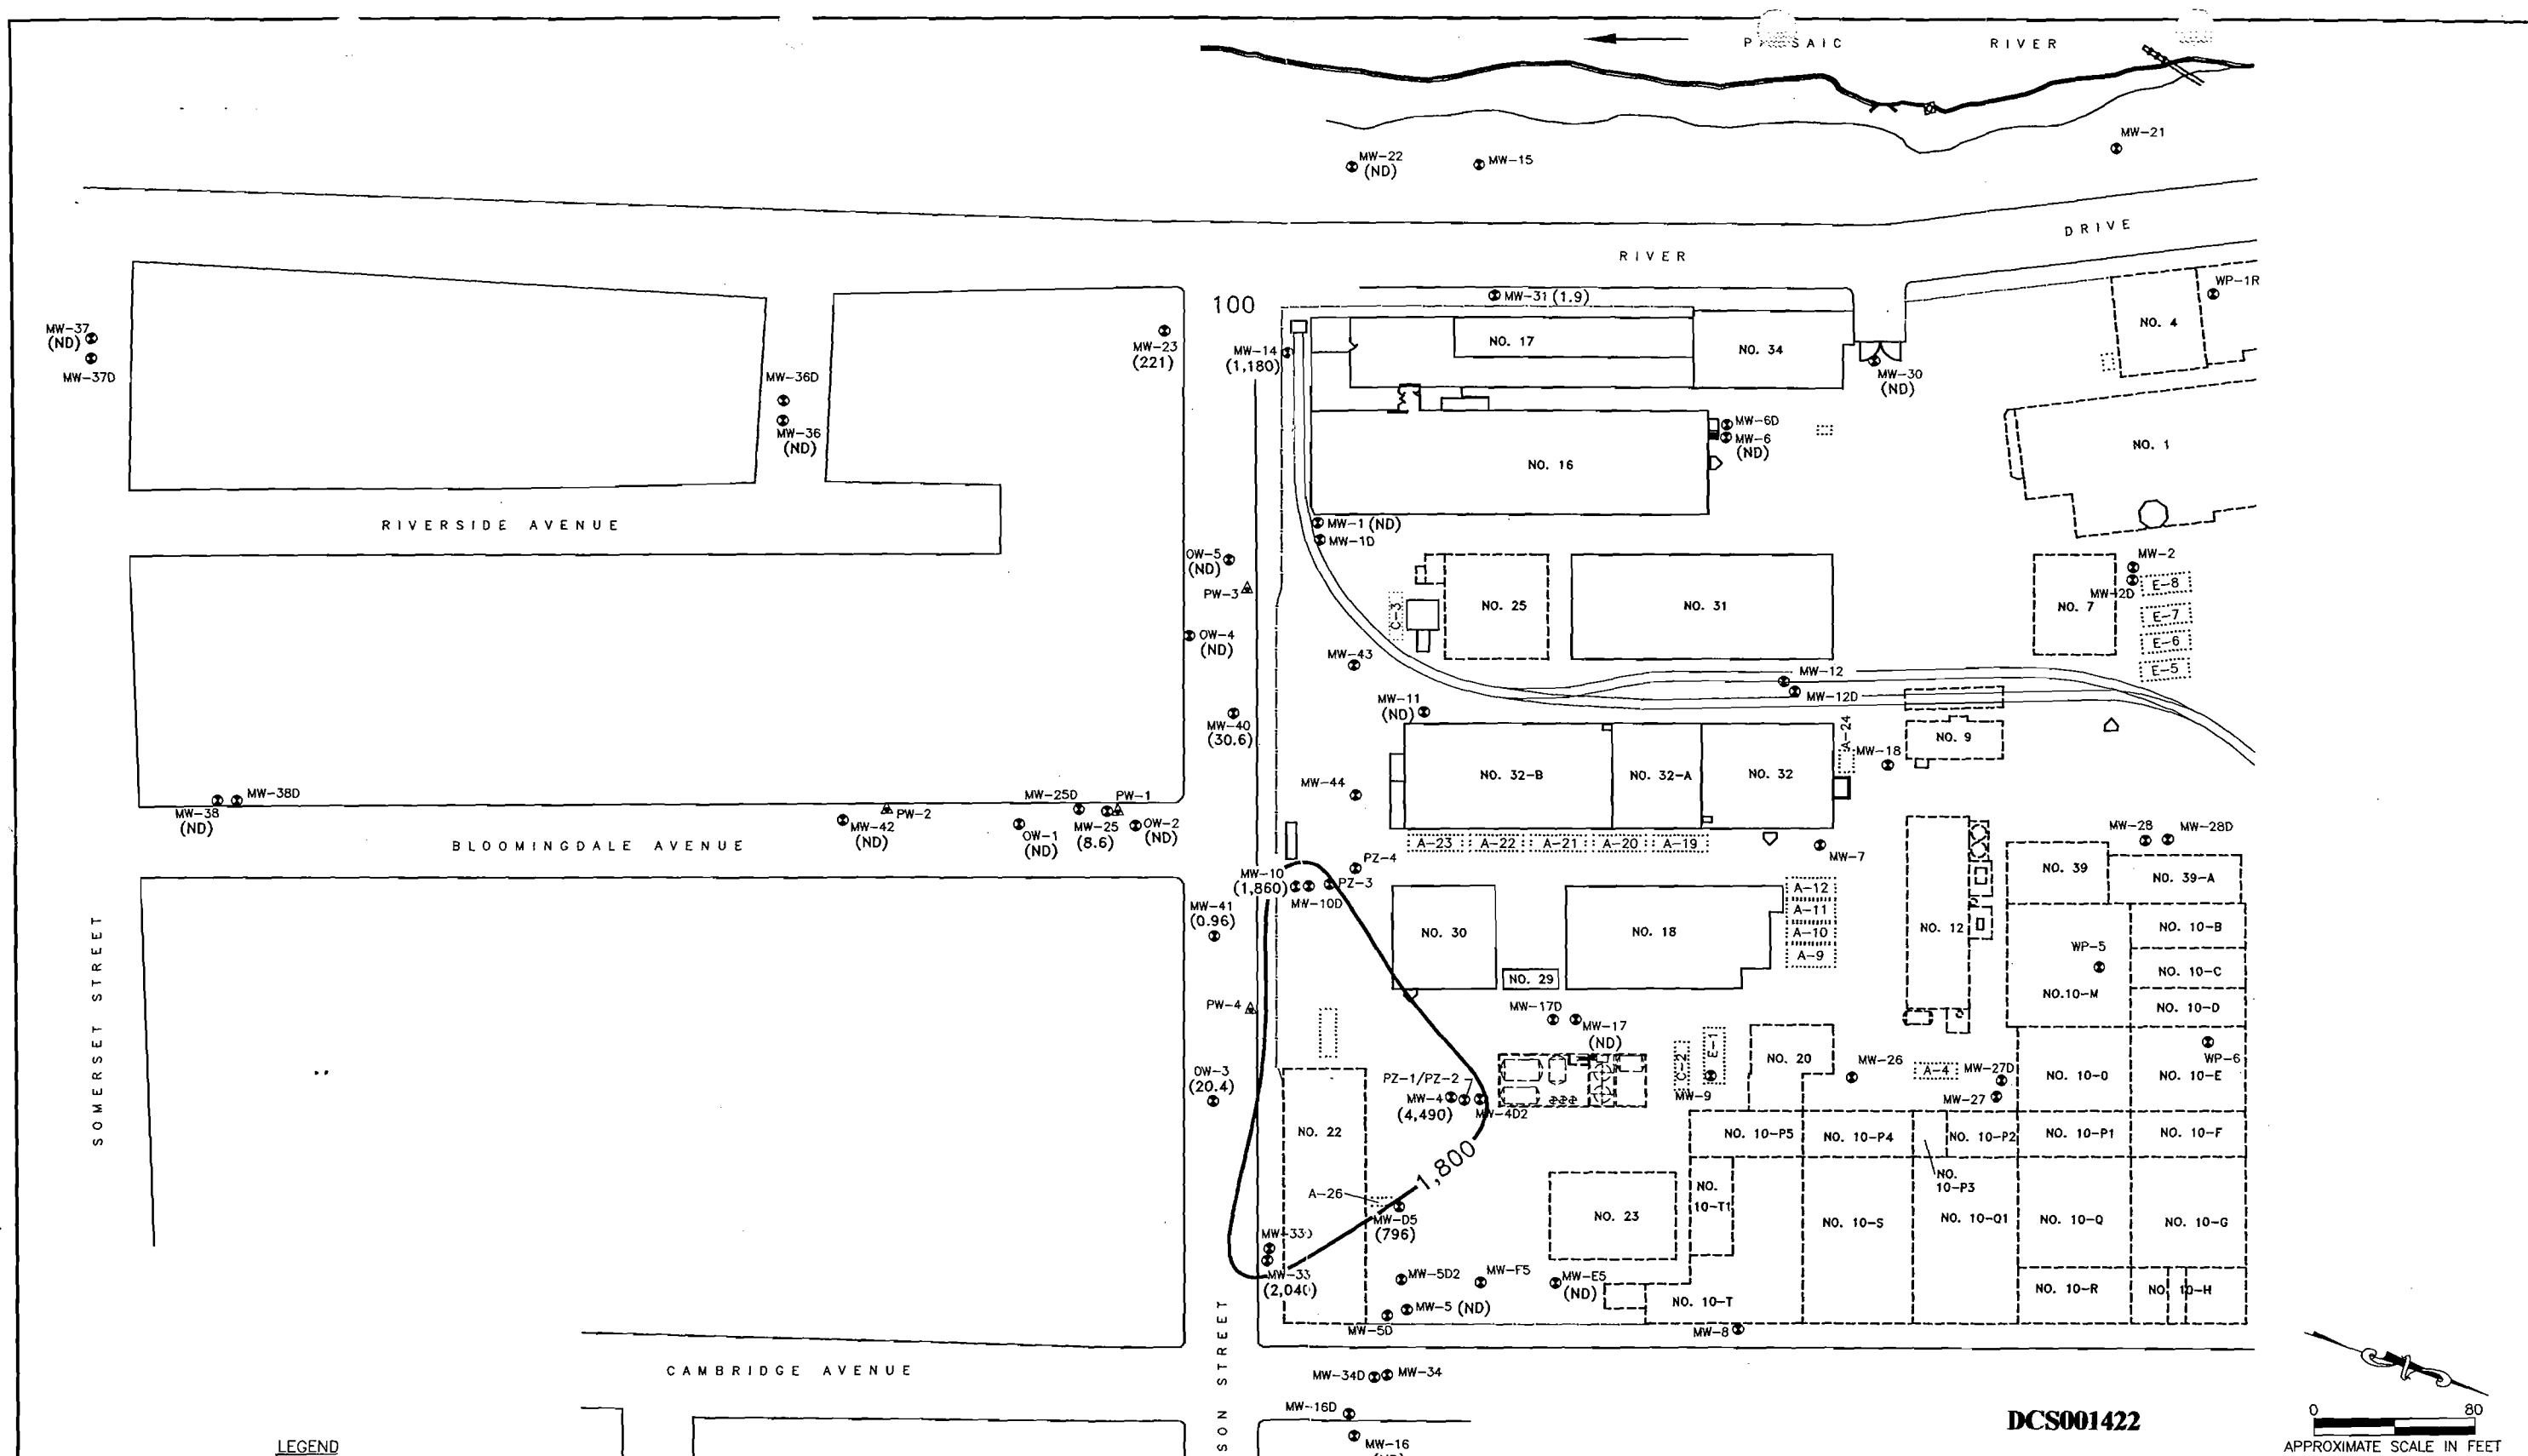 RIVER
MW-21
MW-22
(ND)
MW-15
DRIVE
RIVER
WP-1R
100
MW-31 (1.9)
NO. 4
MW-37
(ND)
MW-37D
MW-23
(221)
MW-14
(1,180)
NO. 17
NO. 34
MW-30
(ND)
MW-36D
MW-36
(ND)
MW-6D
MW-6
(ND)
NO. 1
NO. 16
RIVERSIDE AVENUE
MW-1 (ND)
MW-1D
OW-5
(ND)
PW-3
MW-2
MW-12D
E-8
E-7
E-6
E-5
C-3
NO. 25
NO. 31
NO. 7
OW-4
(ND)
MW-43
MW-12
MW-12D
MW-11
(ND)
MW-40
(30.6)
A-24
MW-18
NO. 9
MW-44
NO. 32-B
NO. 32-A
NO. 32
MW-38
(ND)
MW-38D
MW-25D
PW-1
PW-2
MW-42
(ND)
OW-1
(ND)
MW-25
(8.6)
OW-2
(ND)
BLOOMINGDALE AVENUE
A-23
A-22
A-21
A-20
A-19
MW-7
MW-28
MW-28D
PZ-4
PZ-3
MW-10
(1,860)
MW-10D
NO. 39
NO. 39-A
A-12
A-11
A-10
A-9
MW-41
(0.96)
NO. 30
NO. 18
NO. 12
NO. 10-B
WP-5
NO. 10-C
NO. 29
NO.10-M
NO. 10-D
PW-4
MW-17D
MW-17
(ND)
SOMERSET STREET
C-2
E-1
NO. 20
MW-26
A-4
MW-27D
MW-27
WP-6
NO. 10-O
NO. 10-E
OW-3
(20.4)
PZ-1/PZ-2
MW-4
(4,490)
MW-4D2
MW-9
NO. 22
NO. 10-P5
NO. 10-P4
NO. 10-P2
NO. 10-P1
NO. 10-F
1,800
NO.
10-P3
A-26
MW-D5
(796)
NO. 23
NO.
10-T1
NO. 10-S
NO. 10-Q1
NO. 10-Q
NO. 10-G
MW-33
MW-5D2
MW-F5
MW-E5
(ND)
MW-5 (ND)
MW-5D
NO. 10-T
NO. 10-R
NO. 10-H
MW-8
CAMBRIDGE AVENUE
STREET
MW-34D
MW-34
MW-16D
MW-16
DCS001422
0 80
APPROXIMATE SCALE IN FEET
LEGEND